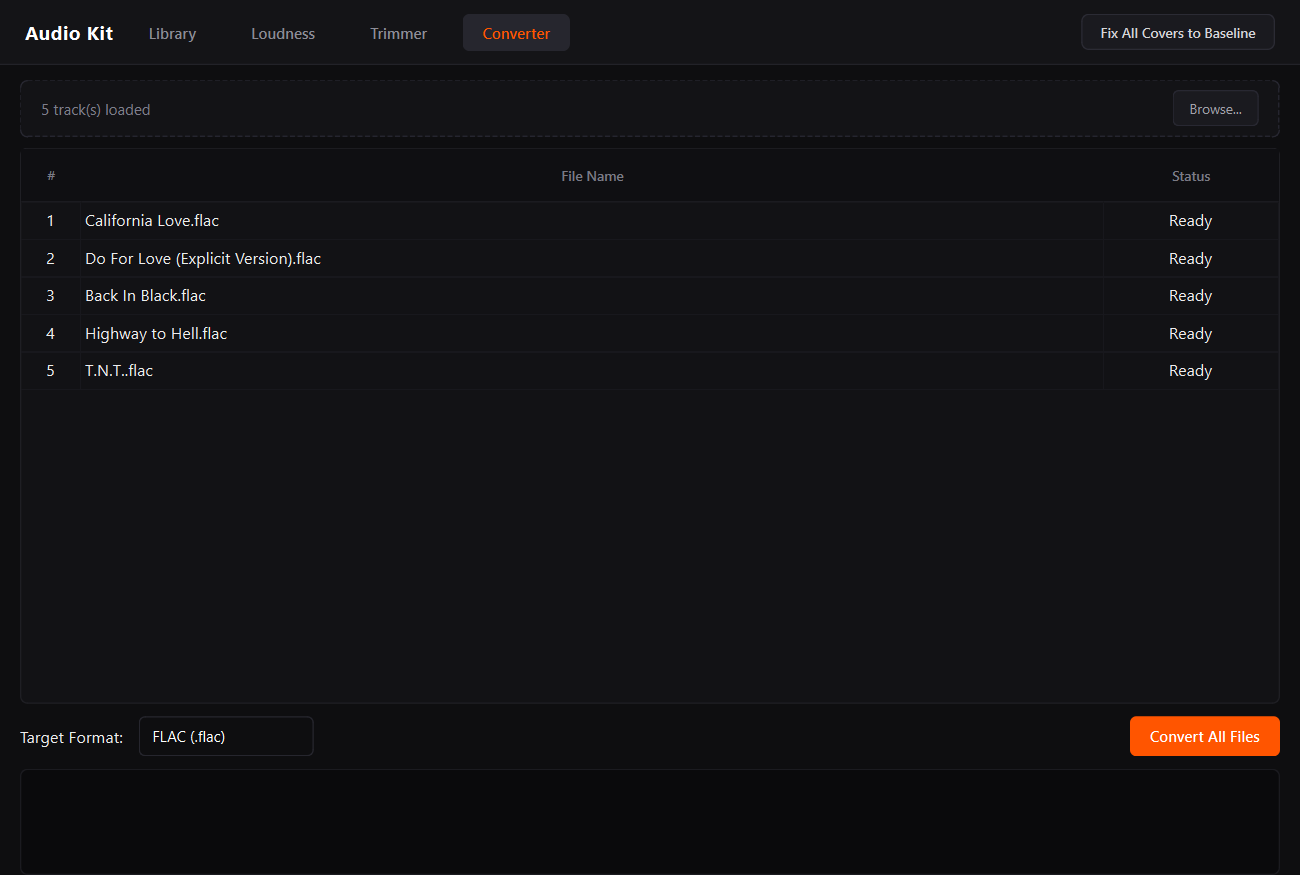 Audio Kit Library Loudness Trimmer Converter Fix All Covers to Baseline
5 track(s) loaded Browse...
# File Name Status
1 California Love.flac Ready
2 Do For Love (Explicit Version).flac Ready
3 Back In Black.flac Ready
4 Highway to Hell.flac Ready
5 T.N.T..flac Ready
Target Format: FLAC (.flac) Convert All Files